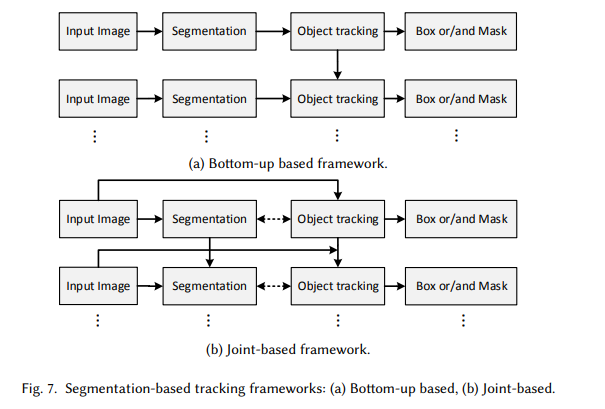 Input Image Segmentation Object tracking Box or/and Mask
Input Image Segmentation Object tracking Box or/and Mask
(a) Bottom-up based framework.
Input Image Segmentation Object tracking Box or/and Mask
Input Image Segmentation Object tracking Box or/and Mask
(b) Joint-based framework.
Fig. 7. Segmentation-based tracking frameworks: (a) Bottom-up based, (b) Joint-based.